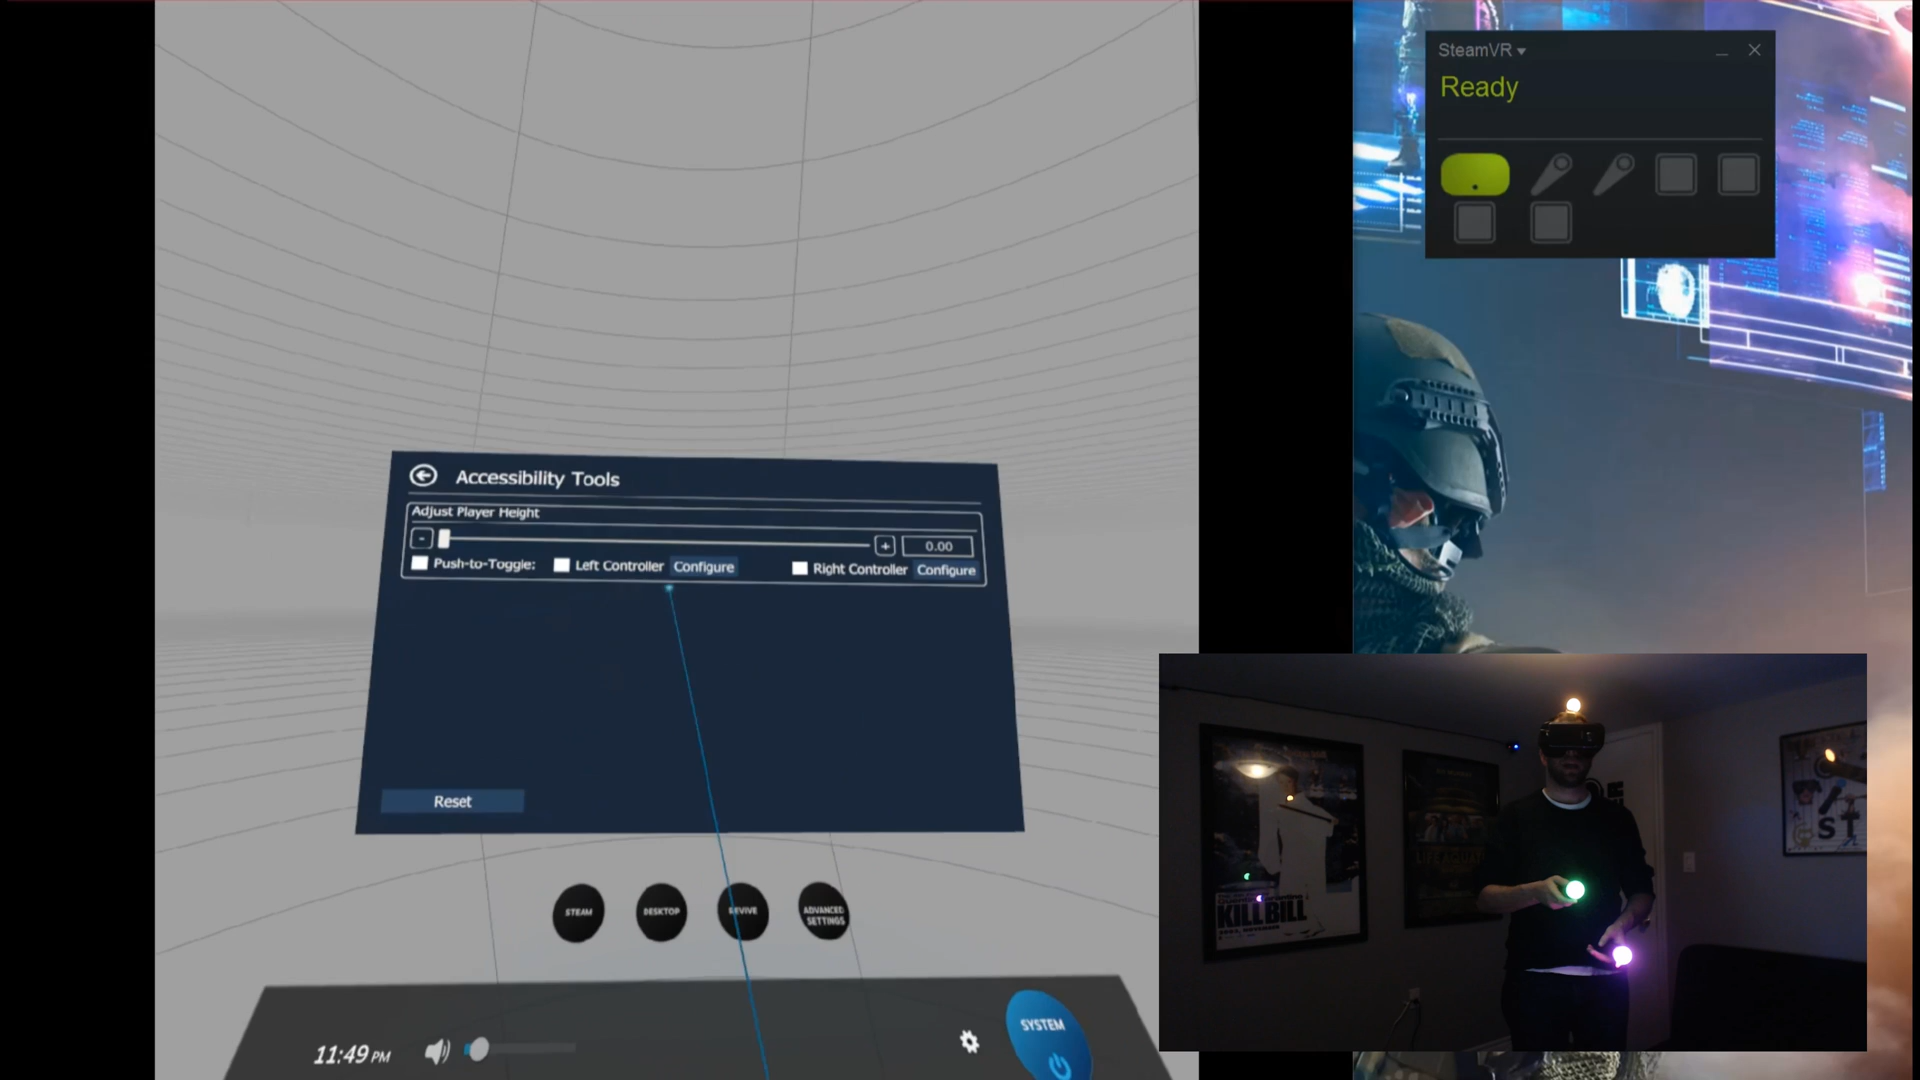 SteamVR
Ready
Accessibility Tools
Adjust Player Height
- + 0.00
Push-to-Toggle: Left Controller Configure Right Controller Configure
Reset
STEAM DESKTOP REVIVE ADVANCED SETTINGS
11:49 PM
SYSTEM
KILL BILL
ST